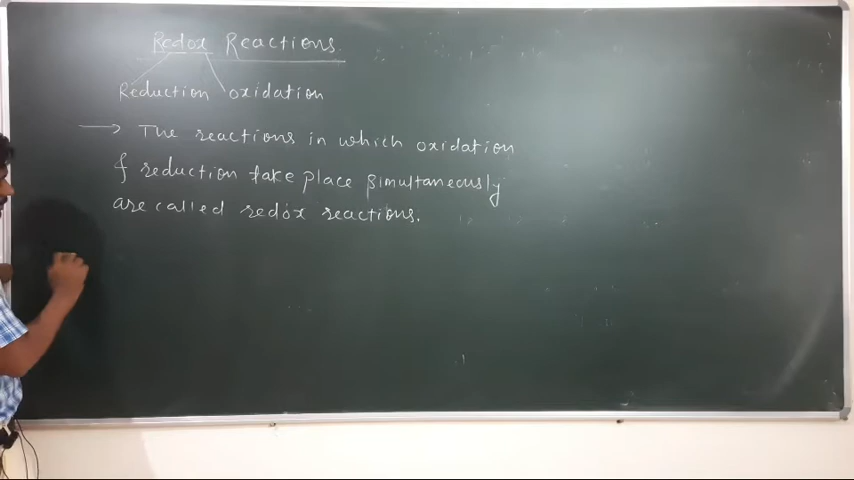 Redox Reactions
Reduction oxidation
→ The reactions in which oxidation
& reduction take place simultaneously
are called redox reactions.